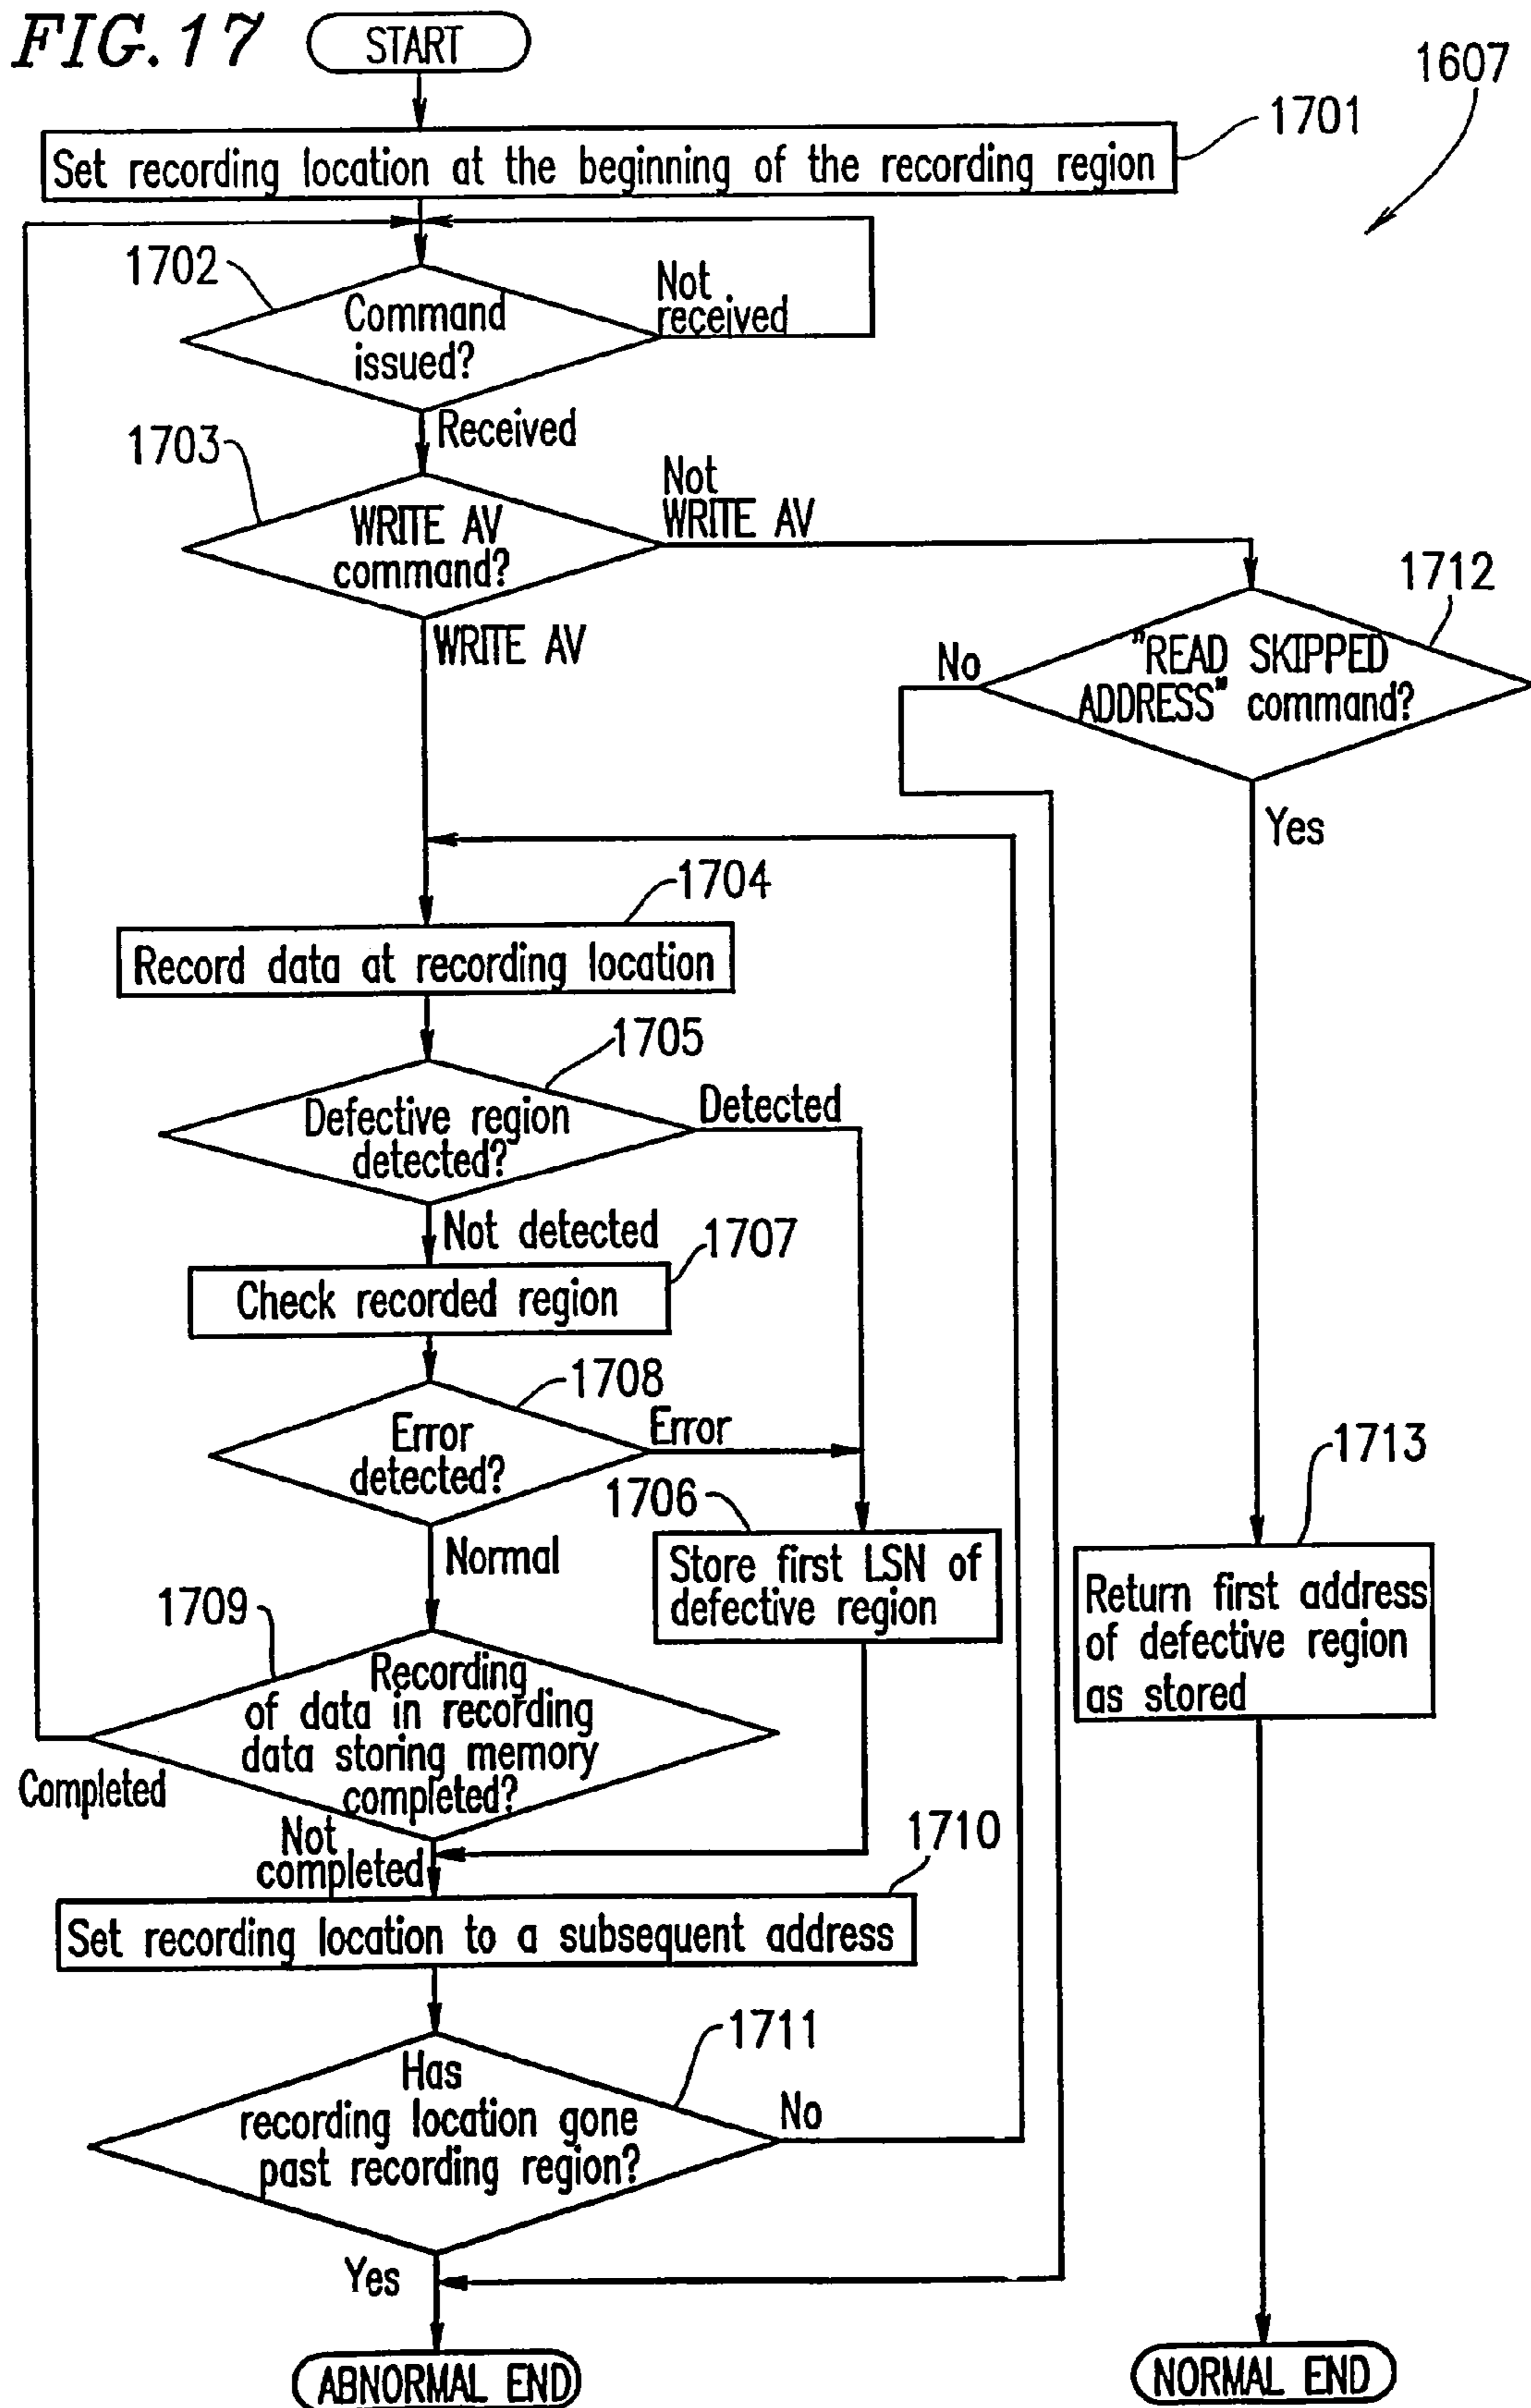 FIG. 17
START
1607
1701
Set recording location at the beginning of the recording region
1702
Command
issued?
Not
received
Received
1703
WRITE AV
command?
Not
WRITE AV
WRITE AV
1712
"READ SKIPPED
ADDRESS" command?
No
Yes
1704
Record data at recording location
1705
Defective region
detected?
Detected
Not detected
1707
Check recorded region
1708
Error
detected?
Error
Normal
1706
Store first LSN of
defective region
1713
Return first address
of defective region
as stored
1709
Recording
of data in recording
data storing memory
completed?
Completed
Not
completed
1710
Set recording location to a subsequent address
1711
Has
recording location gone
past recording region?
No
Yes
ABNORMAL END
NORMAL END